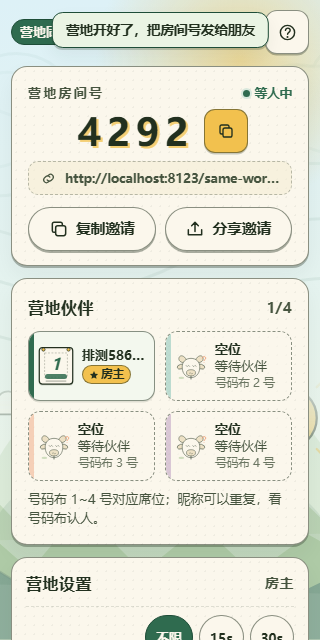 营地
营地开好了，把房间号发给朋友
营地房间号
等人中
4292
http://localhost:8123/same-wor...
复制邀请
分享邀请
营地伙伴
1/4
1
排测586...
房主
空位
等待伙伴
号码布 2 号
空位
等待伙伴
号码布 3 号
空位
等待伙伴
号码布 4 号
号码布 1~4 号对应席位；昵称可以重复，看
号码布认人。
营地设置
房主
不限
15s
30s